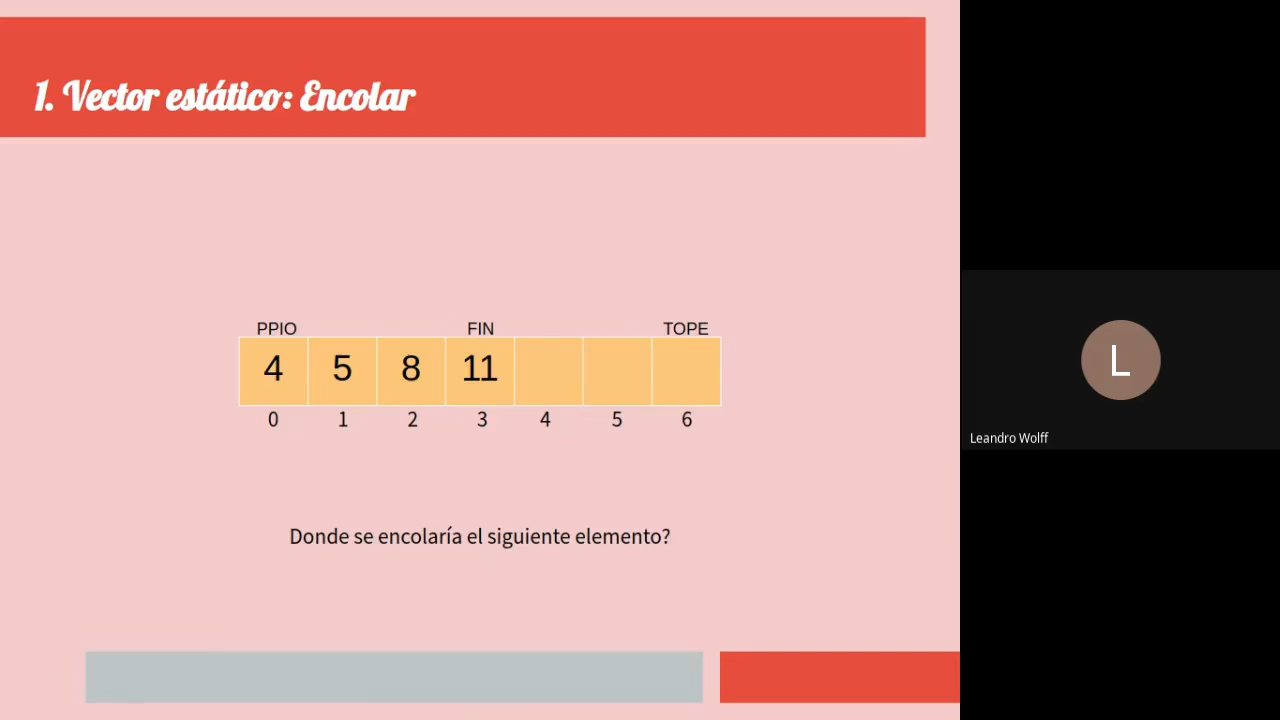 1. Vector estático: Encolar
PPIO FIN TOPE
4 5 8 11
0 1 2 3 4 5 6
Donde se encolaría el siguiente elemento?
L
Leandro Wolff